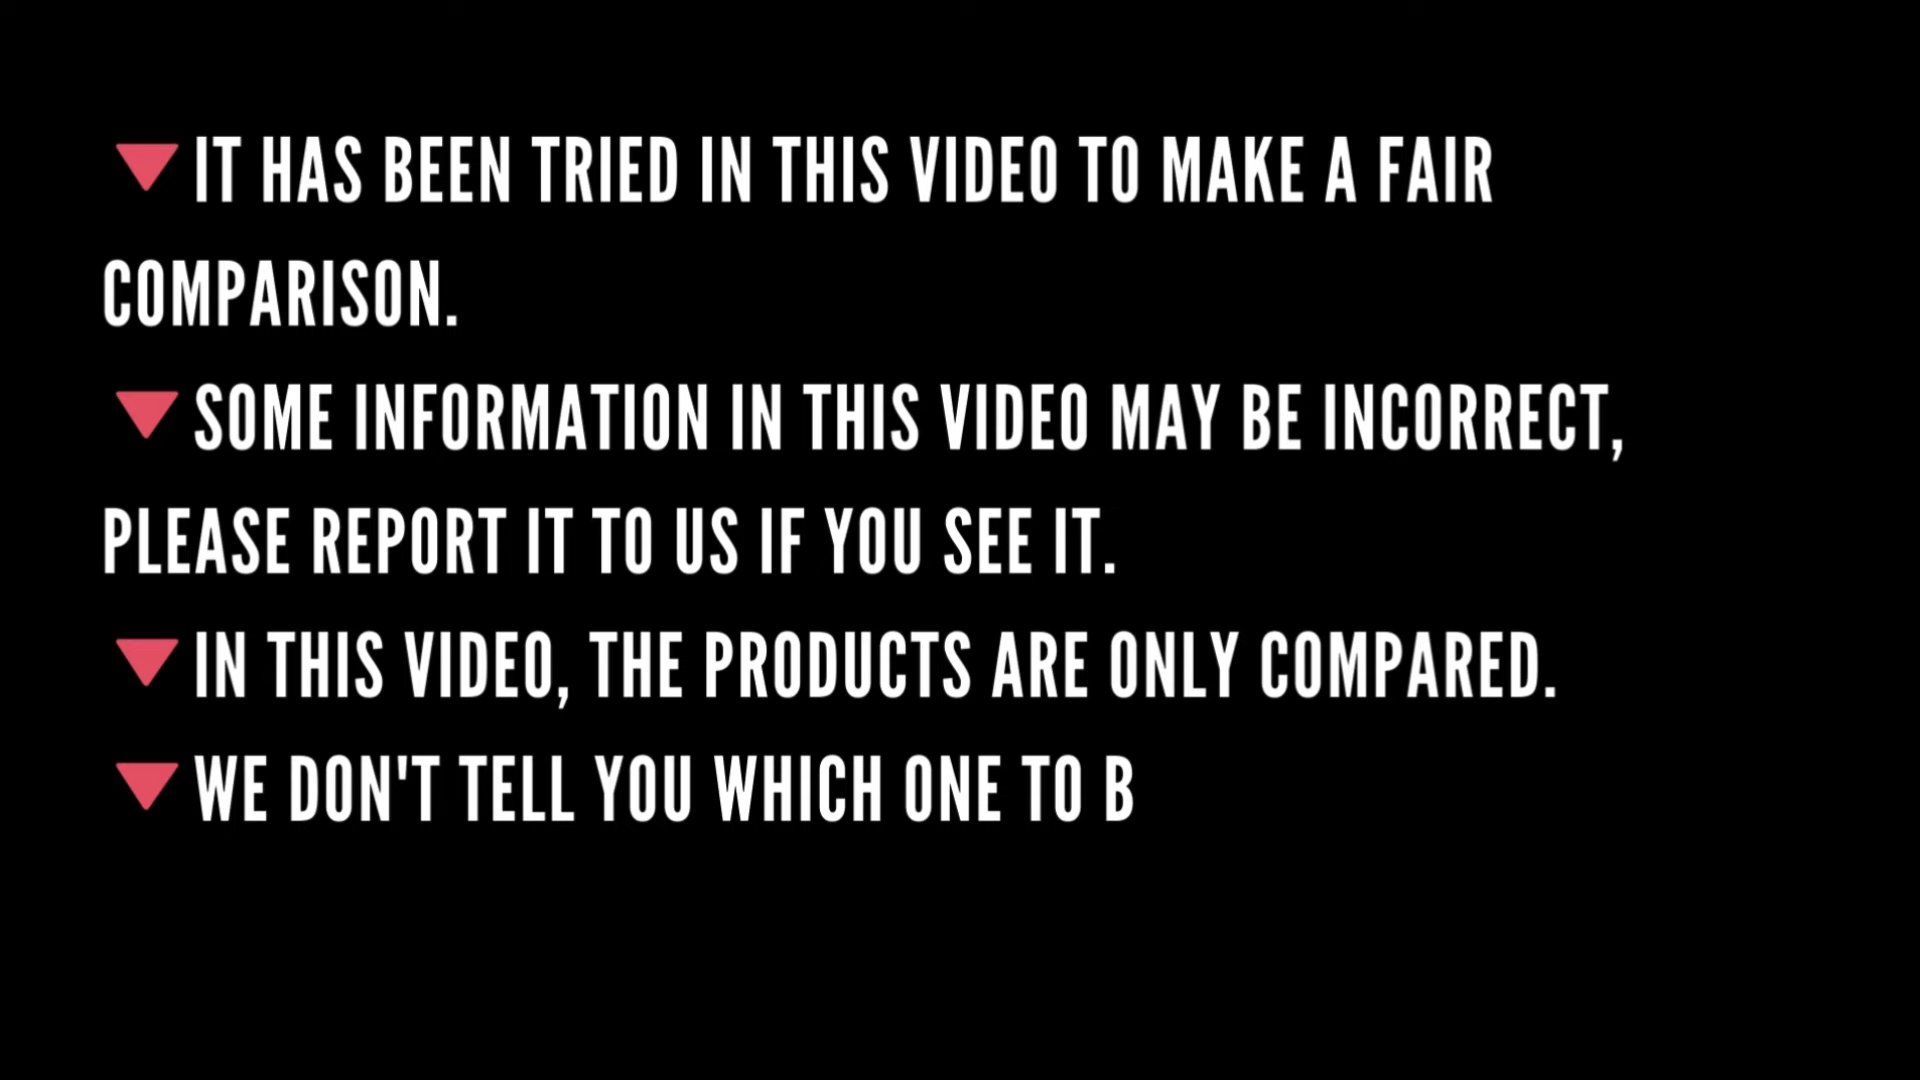 🔻IT HAS BEEN TRIED IN THIS VIDEO TO MAKE A FAIR
COMPARISON.
🔻SOME INFORMATION IN THIS VIDEO MAY BE INCORRECT,
PLEASE REPORT IT TO US IF YOU SEE IT.
🔻IN THIS VIDEO, THE PRODUCTS ARE ONLY COMPARED.
🔻WE DON'T TELL YOU WHICH ONE TO B